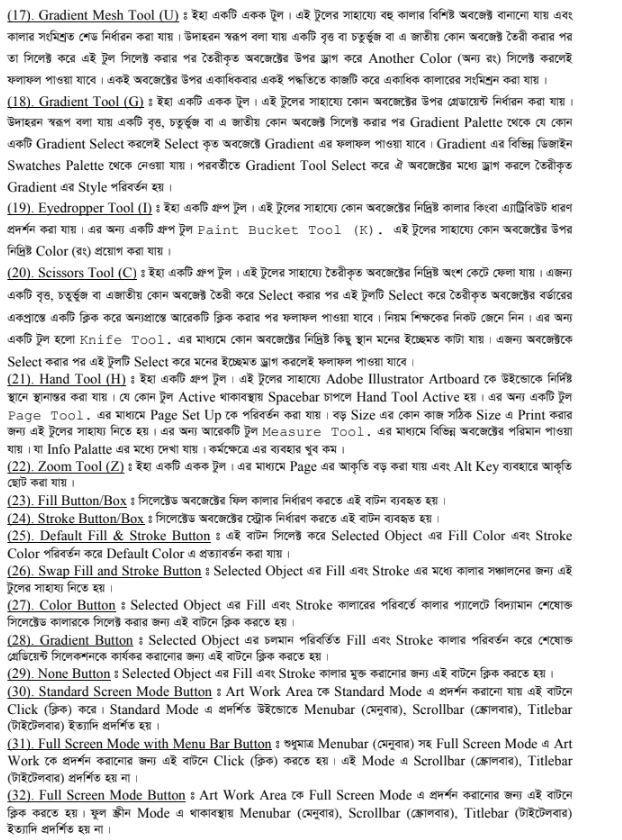 (17). Gradient Mesh Tool (U) ঃ ইহা একটি একক টুল। এই টুলের সাহায্যে বহু কালার বিশিষ্ট অবজেক্ট বানানো যায় এবং
কালার সংমিশ্রত শেড নির্ধারন করা যায়। উদাহরন স্বরূপ বলা যায় একটি বৃত্ত বা চতুর্ভুজ বা এ জাতীয় কোন অবজেক্ট তৈরী করার পর
তা সিলেক্ট করে এই টুল সিলেক্ট করার পর তৈরীকৃত অবজেক্টের উপর ড্রাগ করে Another Color (অন্য রং) সিলেক্ট করলেই
ফলাফল পাওয়া যাবে। একই অবজেক্টের উপর একাধিকবার একই পদ্ধতিতে কাজটি করে একাধিক কালারের সংমিশ্রন করা যায়।
(18). Gradient Tool (G) ঃ ইহা একটি একক টুল। এই টুলের সাহায্যে কোন অবজেক্টের উপর গ্রেডায়েন্ট নির্ধারন করা যায়।
উদাহরন স্বরূপ বলা যায় একটি বৃত্ত, চতুর্ভুজ বা এ জাতীয় কোন অবজেক্ট সিলেক্ট করার পর Gradient Palette থেকে যে কোন
একটি Gradient Select করলেই Select কৃত অবজেক্টে Gradient এর ফলাফল পাওয়া যাবে। Gradient এর বিভিন্ন ডিজাইন
Swatches Palette থেকে নেওয়া যায়। পরবর্তীতে Gradient Tool Select করে ঐ অবজেক্টের মধ্যে ড্রাগ করলে তৈরীকৃত
Gradient এর Style পরিবর্তন হয়।
(19). Eyedropper Tool (I) ঃ ইহা একটি গ্রুপ টুল। এই টুলের সাহায্যে কোন অবজেক্টের নিদ্রিষ্ট কালার কিংবা এ্যাট্রিবিউট ধারণ
প্রদর্শন করা যায়। এর অন্য একটি গ্রুপ টুল Paint Bucket Tool (K). এই টুলের সাহায্যে কোন অবজেক্টের উপর
নিদ্রিষ্ট Color (রং) প্রয়োগ করা যায়।
(20). Scissors Tool (C) ঃ ইহা একটি গ্রুপ টুল। এই টুলের সাহায্যে তৈরীকৃত অবজেক্টের নিদ্রিষ্ট অংশ কেটে ফেলা যায়। এজন্য
একটি বৃত্ত, চতুর্ভুজ বা এজাতীয় কোন অবজেক্ট তৈরী করে Select করার পর এই টুলটি Select করে তৈরীকৃত অবজেক্টের বর্ডারের
একপ্রান্তে একটি ক্লিক করে অন্যপ্রান্তে আরেকটি ক্লিক করার পর ফলাফল পাওয়া যাবে। নিয়ম শিক্ষকের নিকট জেনে নিন। এর অন্য
একটি টুল হলো Knife Tool. এর মাধ্যমে কোন অবজেক্টের নিদ্রিষ্ট কিছু স্থান মনের ইচ্ছেমত কাটা যায়। এজন্য অবজেক্টকে
Select করার পর এই টুলটি Select করে মনের ইচ্ছেমত ড্রাগ করলেই ফলাফল পাওয়া যাবে।
(21). Hand Tool (H) ঃ ইহা একটি গ্রুপ টুল। এই টুলের সাহায্যে Adobe Illustrator Artboard কে উইন্ডোকে নির্দিষ্ট
স্থানে স্থানান্তর করা যায়। যে কোন টুল Active থাকাবস্থায় Spacebar চাপলে Hand Tool Active হয়। এর অন্য একটি টুল
Page Tool. এর মাধ্যমে Page Set Up কে পরিবর্তন করা যায়। বড় Size এর কোন কাজ সঠিক Size এ Print করার
জন্য এই টুলের সাহায্য নিতে হয়। এর অন্য আরেকটি টুল Measure Tool. এর মাধ্যমে বিভিন্ন অবজেক্টের পরিমান পাওয়া
যায়। যা Info Palatte এর মধ্যে দেখা যায়। কর্মক্ষেত্রে এর ব্যবহার খুব কম।
(22). Zoom Tool (Z) ঃ ইহা একটি একক টুল। এর মাধ্যমে Page এর আকৃতি বড় করা যায় এবং Alt Key ব্যবহারে আকৃতি
ছোট করা যায়।
(23). Fill Button/Box ঃ সিলেক্টেড অবজেক্টের ফিল কালার নির্ধারণ করতে এই বাটন ব্যবহৃত হয়।
(24). Stroke Button/Box ঃ সিলেক্টেড অবজেক্টের স্ট্রোক নির্ধারণ করতে এই বাটন ব্যবহৃত হয়।
(25). Default Fill & Stroke Button ঃ এই বাটন সিলেক্ট করে Selected Object এর Fill Color এবং Stroke
Color পরিবর্তন করে Default Color এ প্রত্যাবর্তন করা যায়।
(26). Swap Fill and Stroke Button ঃ Selected Object এর Fill এবং Stroke এর মধ্যে কালার সঞ্চালনের জন্য এই
টুলের সাহায্য নিতে হয়।
(27). Color Button ঃ Selected Object এর Fill এবং Stroke কালারের পরিবর্তে কালার প্যালেটে বিদ্যমান শেষোক্ত
সিলেক্টেড কালারকে সিলেক্ট করার জন্য এই বাটনে ক্লিক করতে হয়।
(28). Gradient Button ঃ Selected Object এর চলমান পরিবর্তিত Fill এবং Stroke কালার পরিবর্তন করে শেষোক্ত
গ্রেডিয়েন্ট সিলেকশনকে কার্যকর করানোর জন্য এই বাটনে ক্লিক করতে হয়।
(29). None Button ঃ Selected Object এর Fill এবং Stroke কালার মুক্ত করানোর জন্য এই বাটনে ক্লিক করতে হয়।
(30). Standard Screen Mode Button ঃ Art Work Area কে Standard Mode এ প্রদর্শন করানো যায় এই বাটনে
Click (ক্লিক) করে। Standard Mode এ প্রদর্শিত উইন্ডোতে Menubar (মেনুবার), Scrollbar (স্ক্রোলবার), Titlebar
(টাইটেলবার) ইত্যাদি প্রদর্শিত হয়।
(31). Full Screen Mode with Menu Bar Button ঃ শুধুমাত্র Menubar (মেনুবার) সহ Full Screen Mode এ Art
Work কে প্রদর্শন করানোর জন্য এই বাটনে Click (ক্লিক) করতে হয়। এই Mode এ Scrollbar (স্ক্রোলবার), Titlebar
(টাইটেলবার) প্রদর্শিত হয় না।
(32). Full Screen Mode Button ঃ Art Work Area কে Full Screen Mode এ প্রদর্শন করানোর জন্য এই বাটনে
ক্লিক করতে হয়। ফুল স্ক্রীন Mode এ থাকাবস্থায় Menubar (মেনুবার), Scrollbar (স্ক্রোলবার), Titlebar (টাইটেলবার)
ইত্যাদি প্রদর্শিত হয় না।